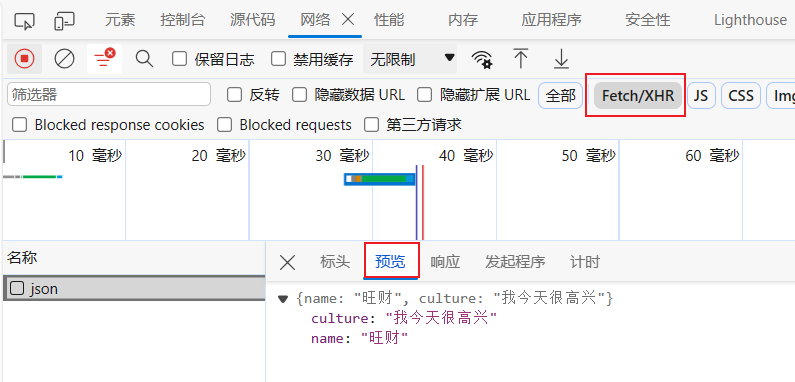 元素 控制台 源代码 网络 性能 内存 应用程序 安全性 Lighthouse
保留日志 禁用缓存 无限制
筛选器 反转 隐藏数据 URL 隐藏扩展 URL 全部 Fetch/XHR JS CSS Img
Blocked response cookies Blocked requests 第三方请求
10 毫秒 20 毫秒 30 毫秒 40 毫秒 50 毫秒 60 毫秒
名称 标头 预览 响应 发起程序 计时
json
{name: "旺财", culture: "我今天很高兴"}
culture: "我今天很高兴"
name: "旺财"